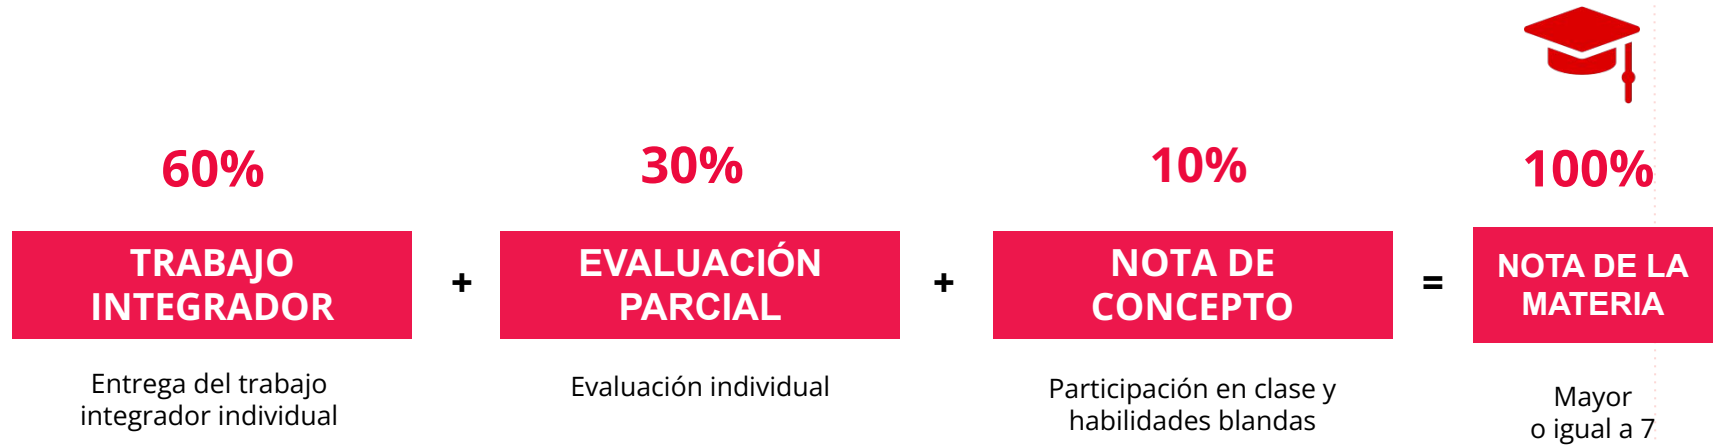 60%
TRABAJO
INTEGRADOR
Entrega del trabajo
integrador individual
+
30%
EVALUACIÓN
PARCIAL
Evaluación individual
+
10%
NOTA DE
CONCEPTO
Participación en clase y
habilidades blandas
=
100%
NOTA DE LA
MATERIA
Mayor
o igual a 7